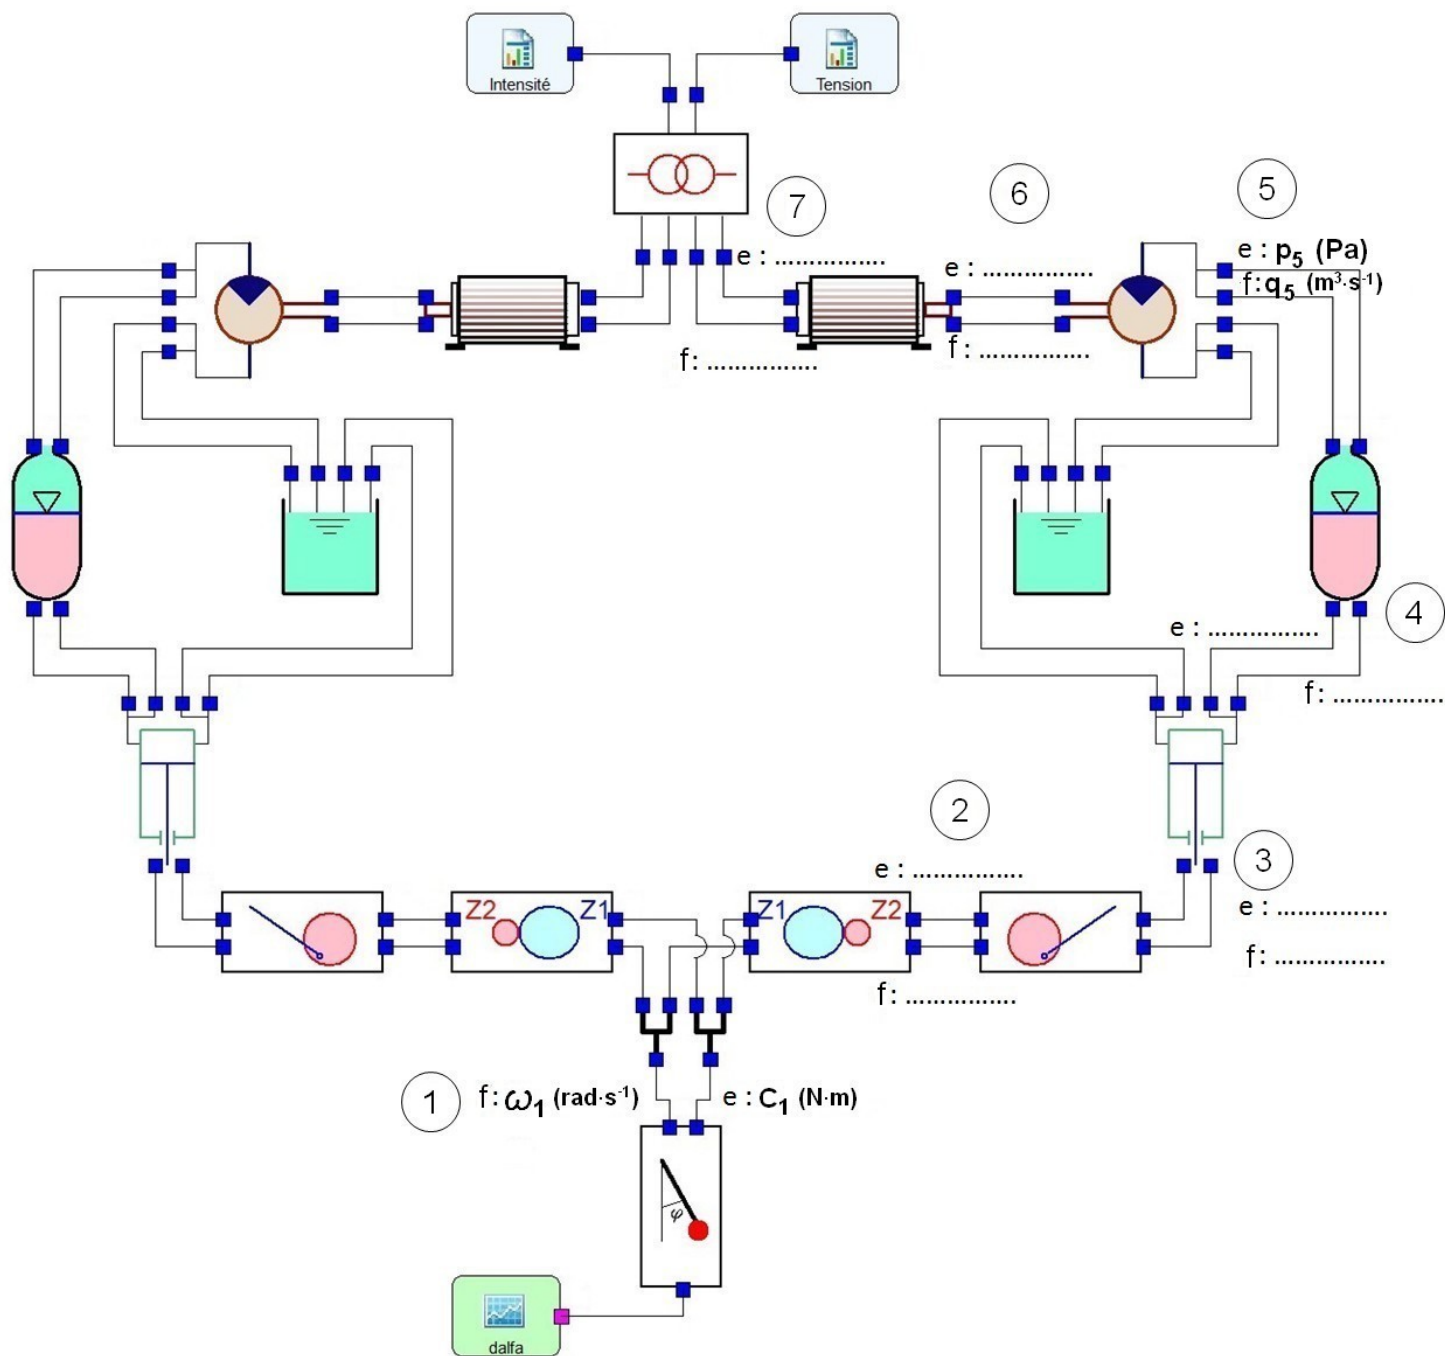 Intensité
Tension
7
6
5
e : ................
e : ................
e : p₅ (Pa)
f: q₅ (m³·s⁻¹)
f: ................
f: ................
4
e : ................
f: ................
2
3
e : ................
e : ................
Z2 Z1
Z1 Z2
f: ................
f: ................
1
f: ω₁ (rad·s⁻¹)
e : C₁ (N·m)
φ
dalfa